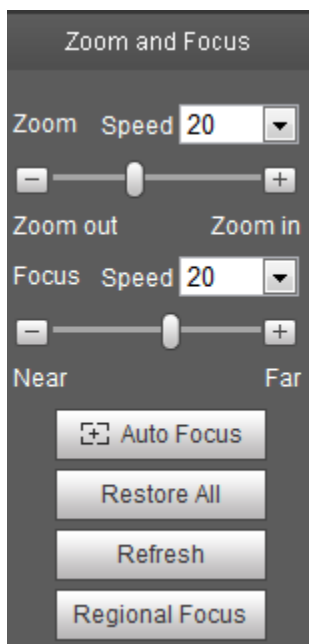 Zoom and Focus
Zoom Speed 20
Zoom out Zoom in
Focus Speed 20
Near Far
Auto Focus
Restore All
Refresh
Regional Focus